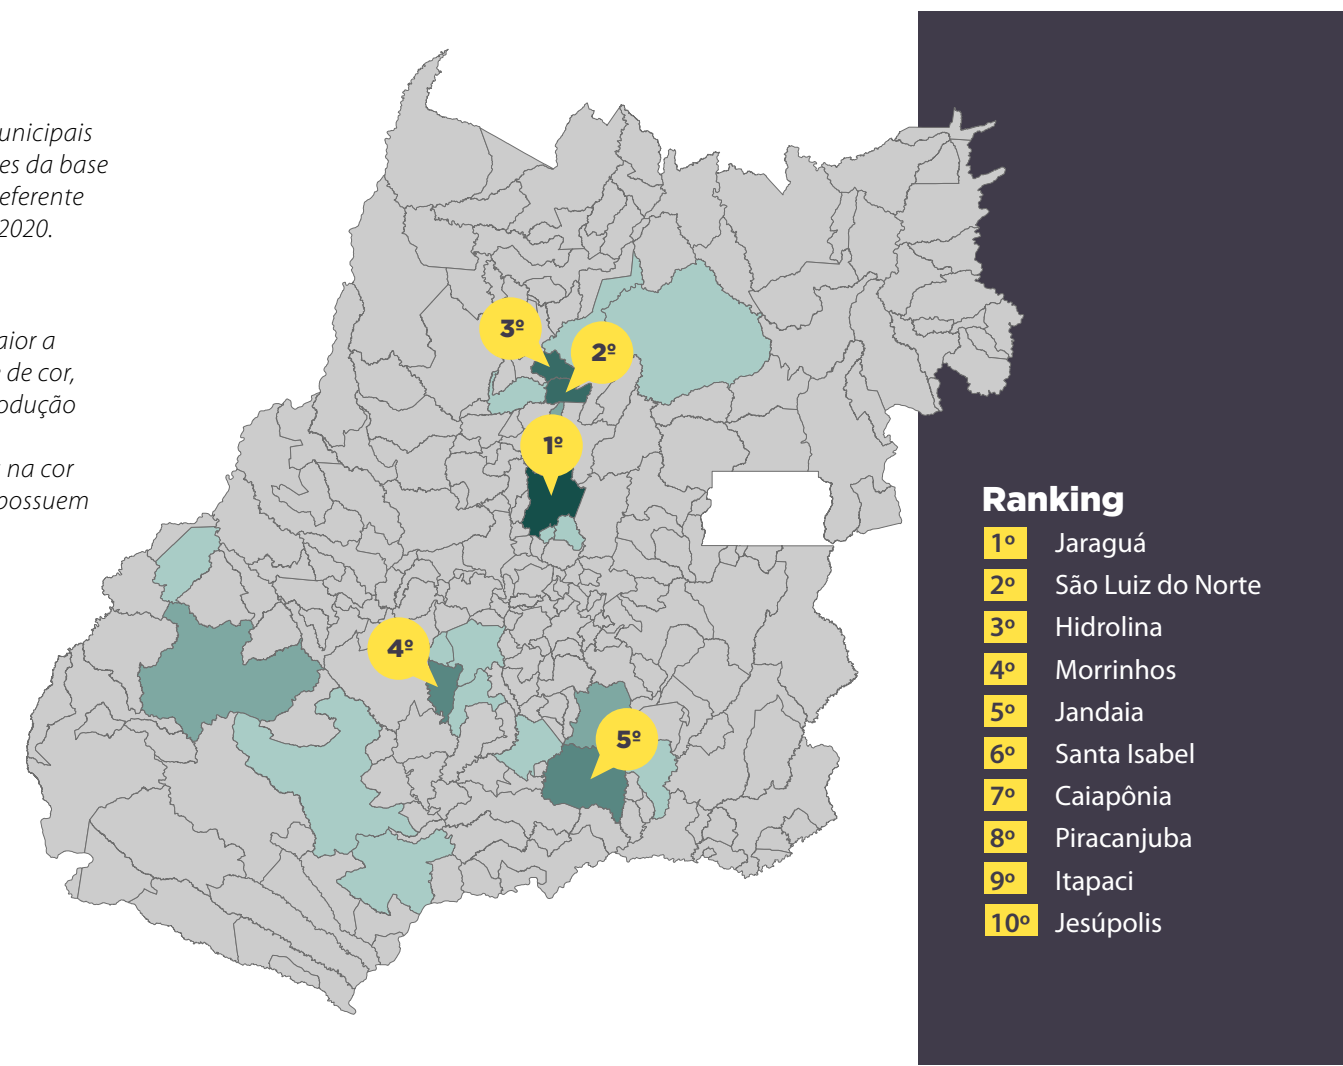 unicipais
es da base
eferente
2020.
aior a
de cor,
odução
na cor
possuem
3º
2º
1º
4º
5º
Ranking
1º Jaraguá
2º São Luiz do Norte
3º Hidrolina
4º Morrinhos
5º Jandaia
6º Santa Isabel
7º Caiapônia
8º Piracanjuba
9º Itapaci
10º Jesúpolis